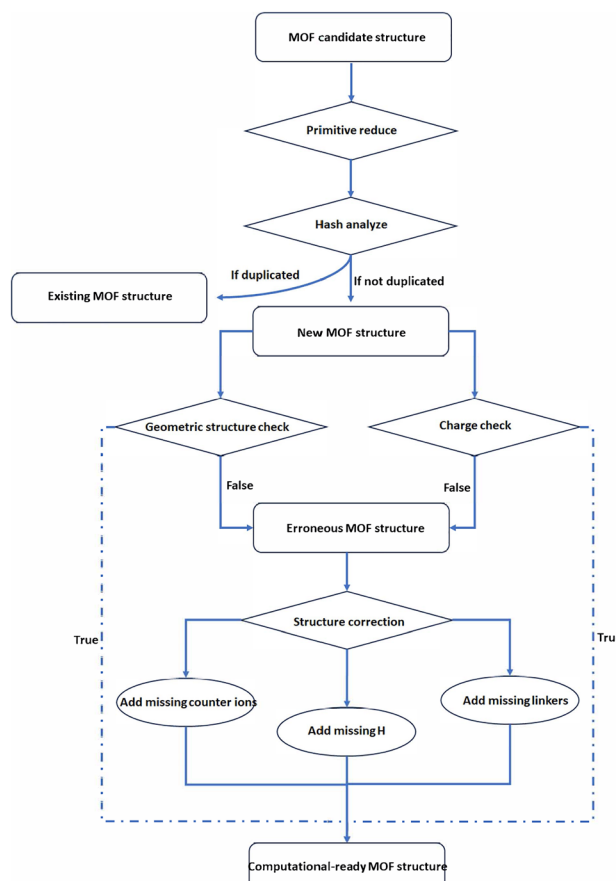 MOF candidate structure
Primitive reduce
Hash analyze
If duplicated
If not duplicated
Existing MOF structure
New MOF structure
Geometric structure check
Charge check
False
False
Erroneous MOF structure
Structure correction
True
True
Add missing counter ions
Add missing H
Add missing linkers
Computational-ready MOF structure